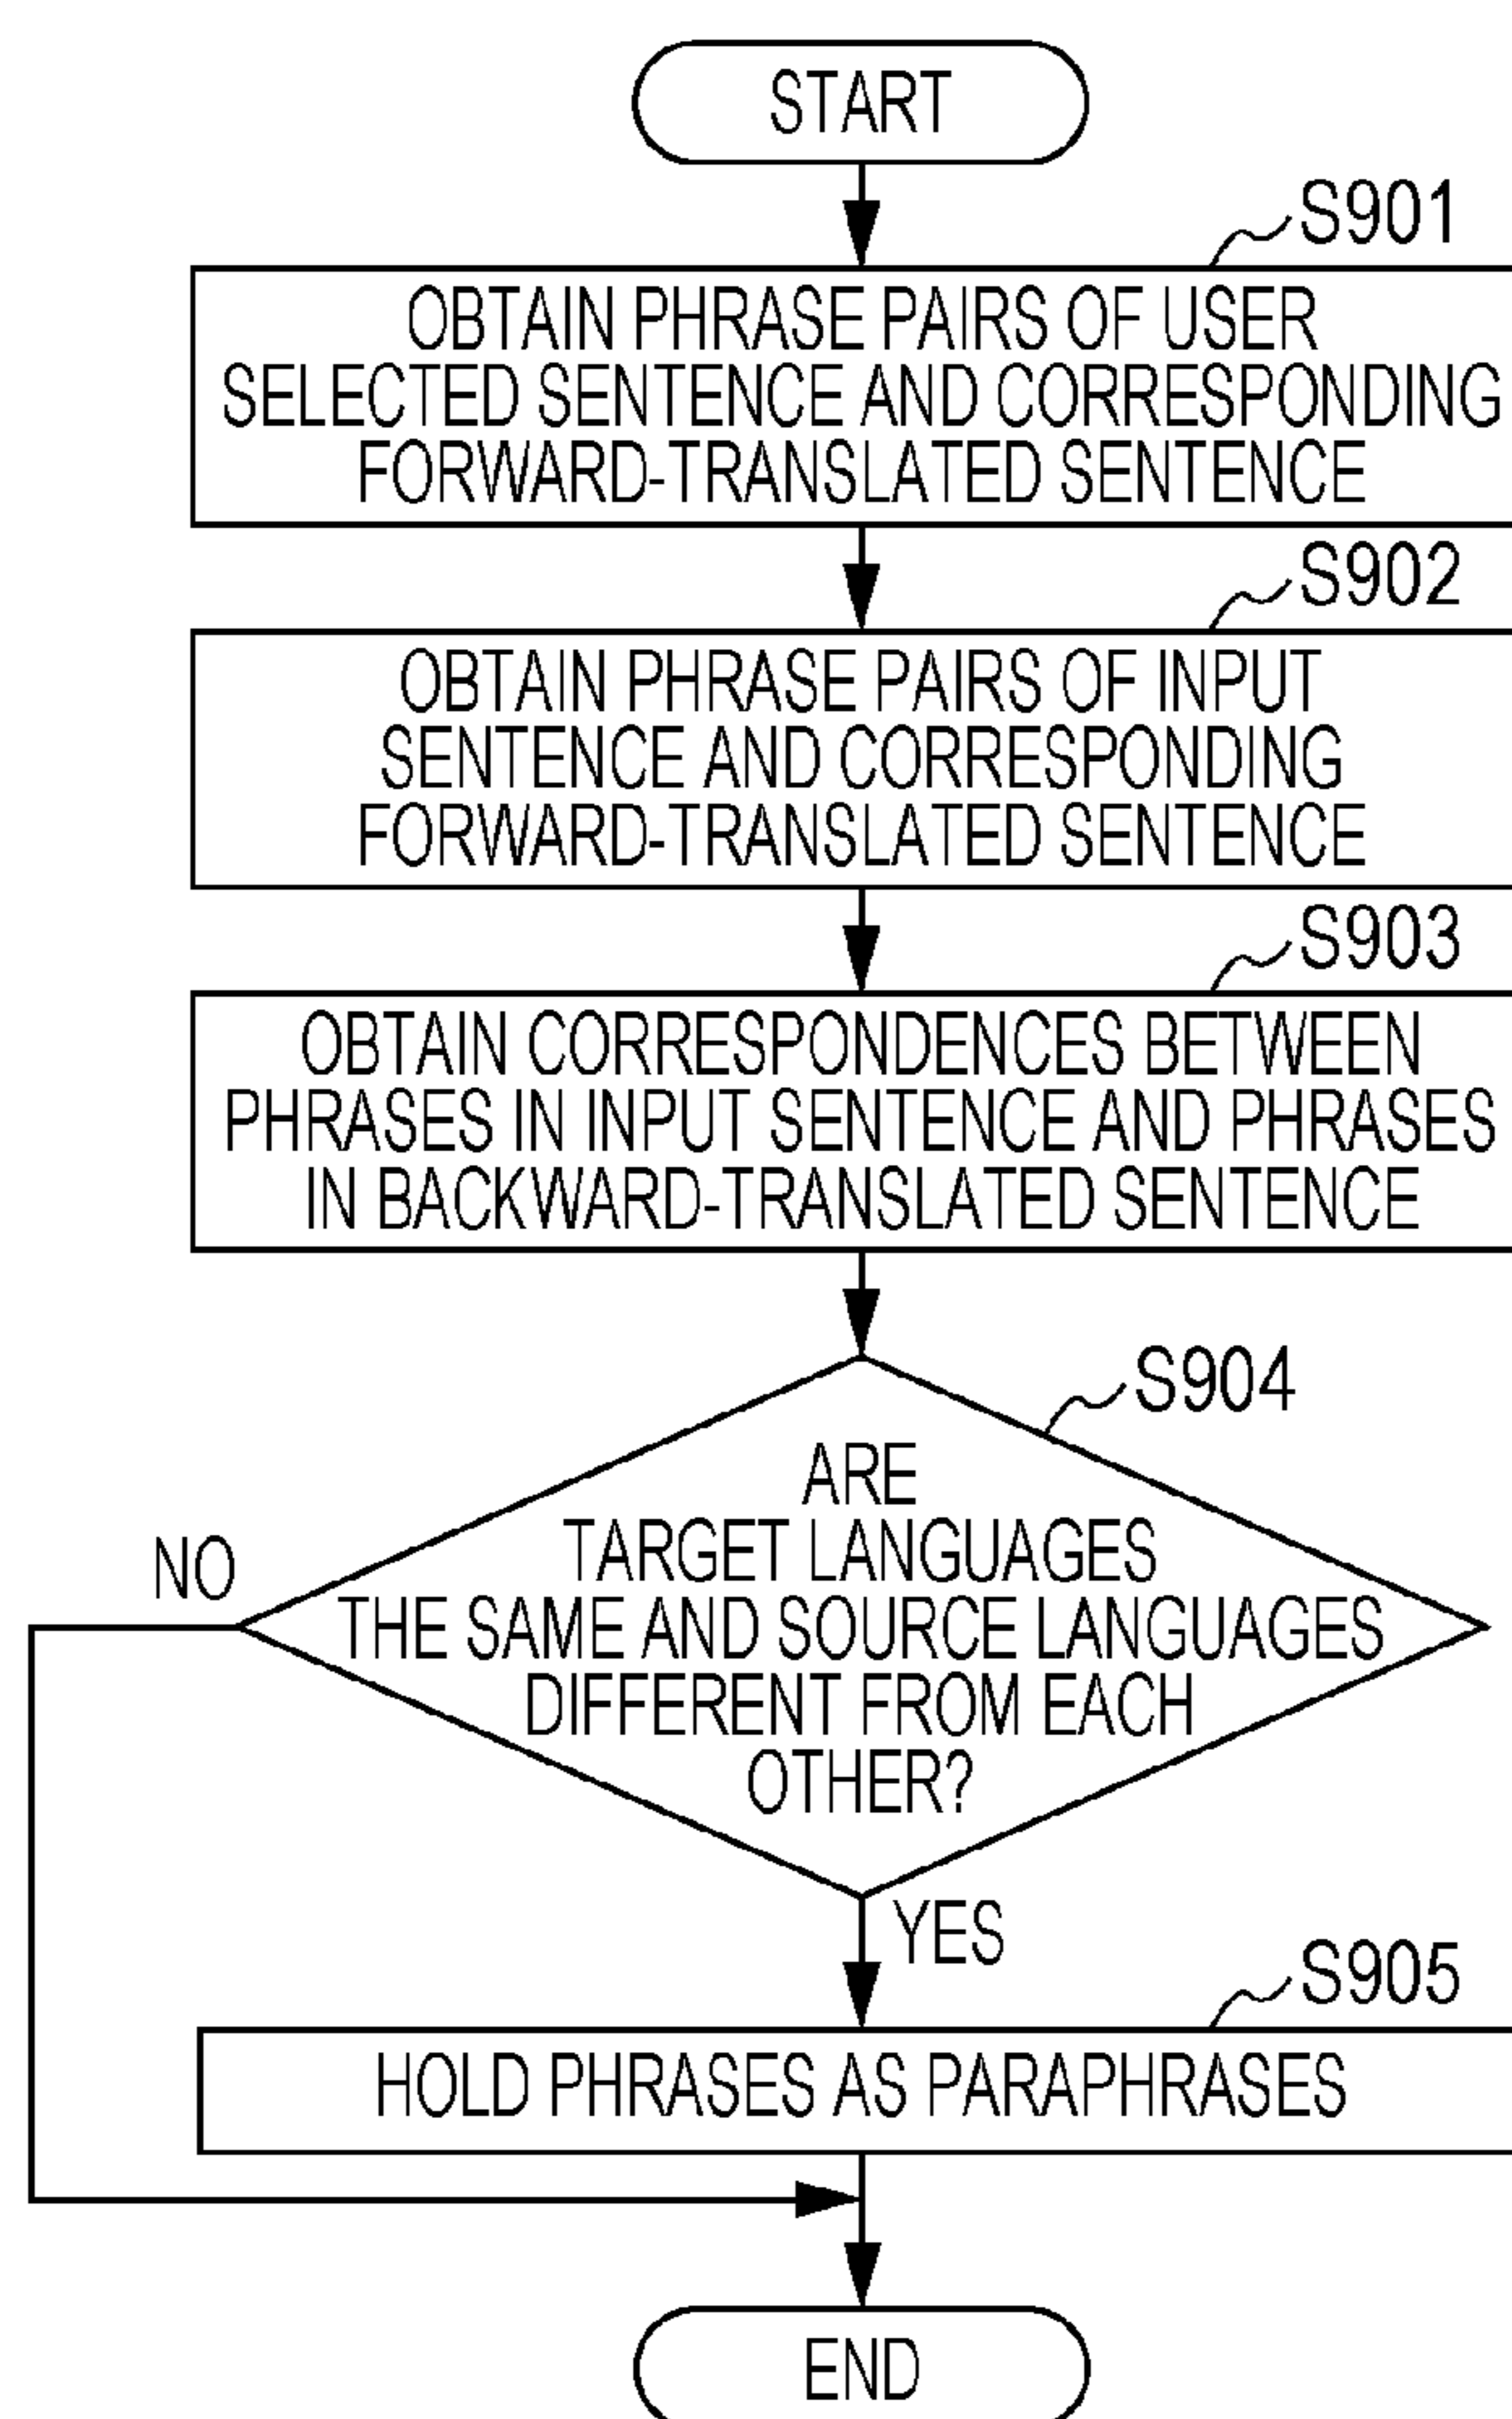 START
S901
OBTAIN PHRASE PAIRS OF USER
SELECTED SENTENCE AND CORRESPONDING
FORWARD-TRANSLATED SENTENCE
S902
OBTAIN PHRASE PAIRS OF INPUT
SENTENCE AND CORRESPONDING
FORWARD-TRANSLATED SENTENCE
S903
OBTAIN CORRESPONDENCES BETWEEN
PHRASES IN INPUT SENTENCE AND PHRASES
IN BACKWARD-TRANSLATED SENTENCE
S904
ARE
TARGET LANGUAGES
THE SAME AND SOURCE LANGUAGES
DIFFERENT FROM EACH
OTHER?
NO
YES
S905
HOLD PHRASES AS PARAPHRASES
END